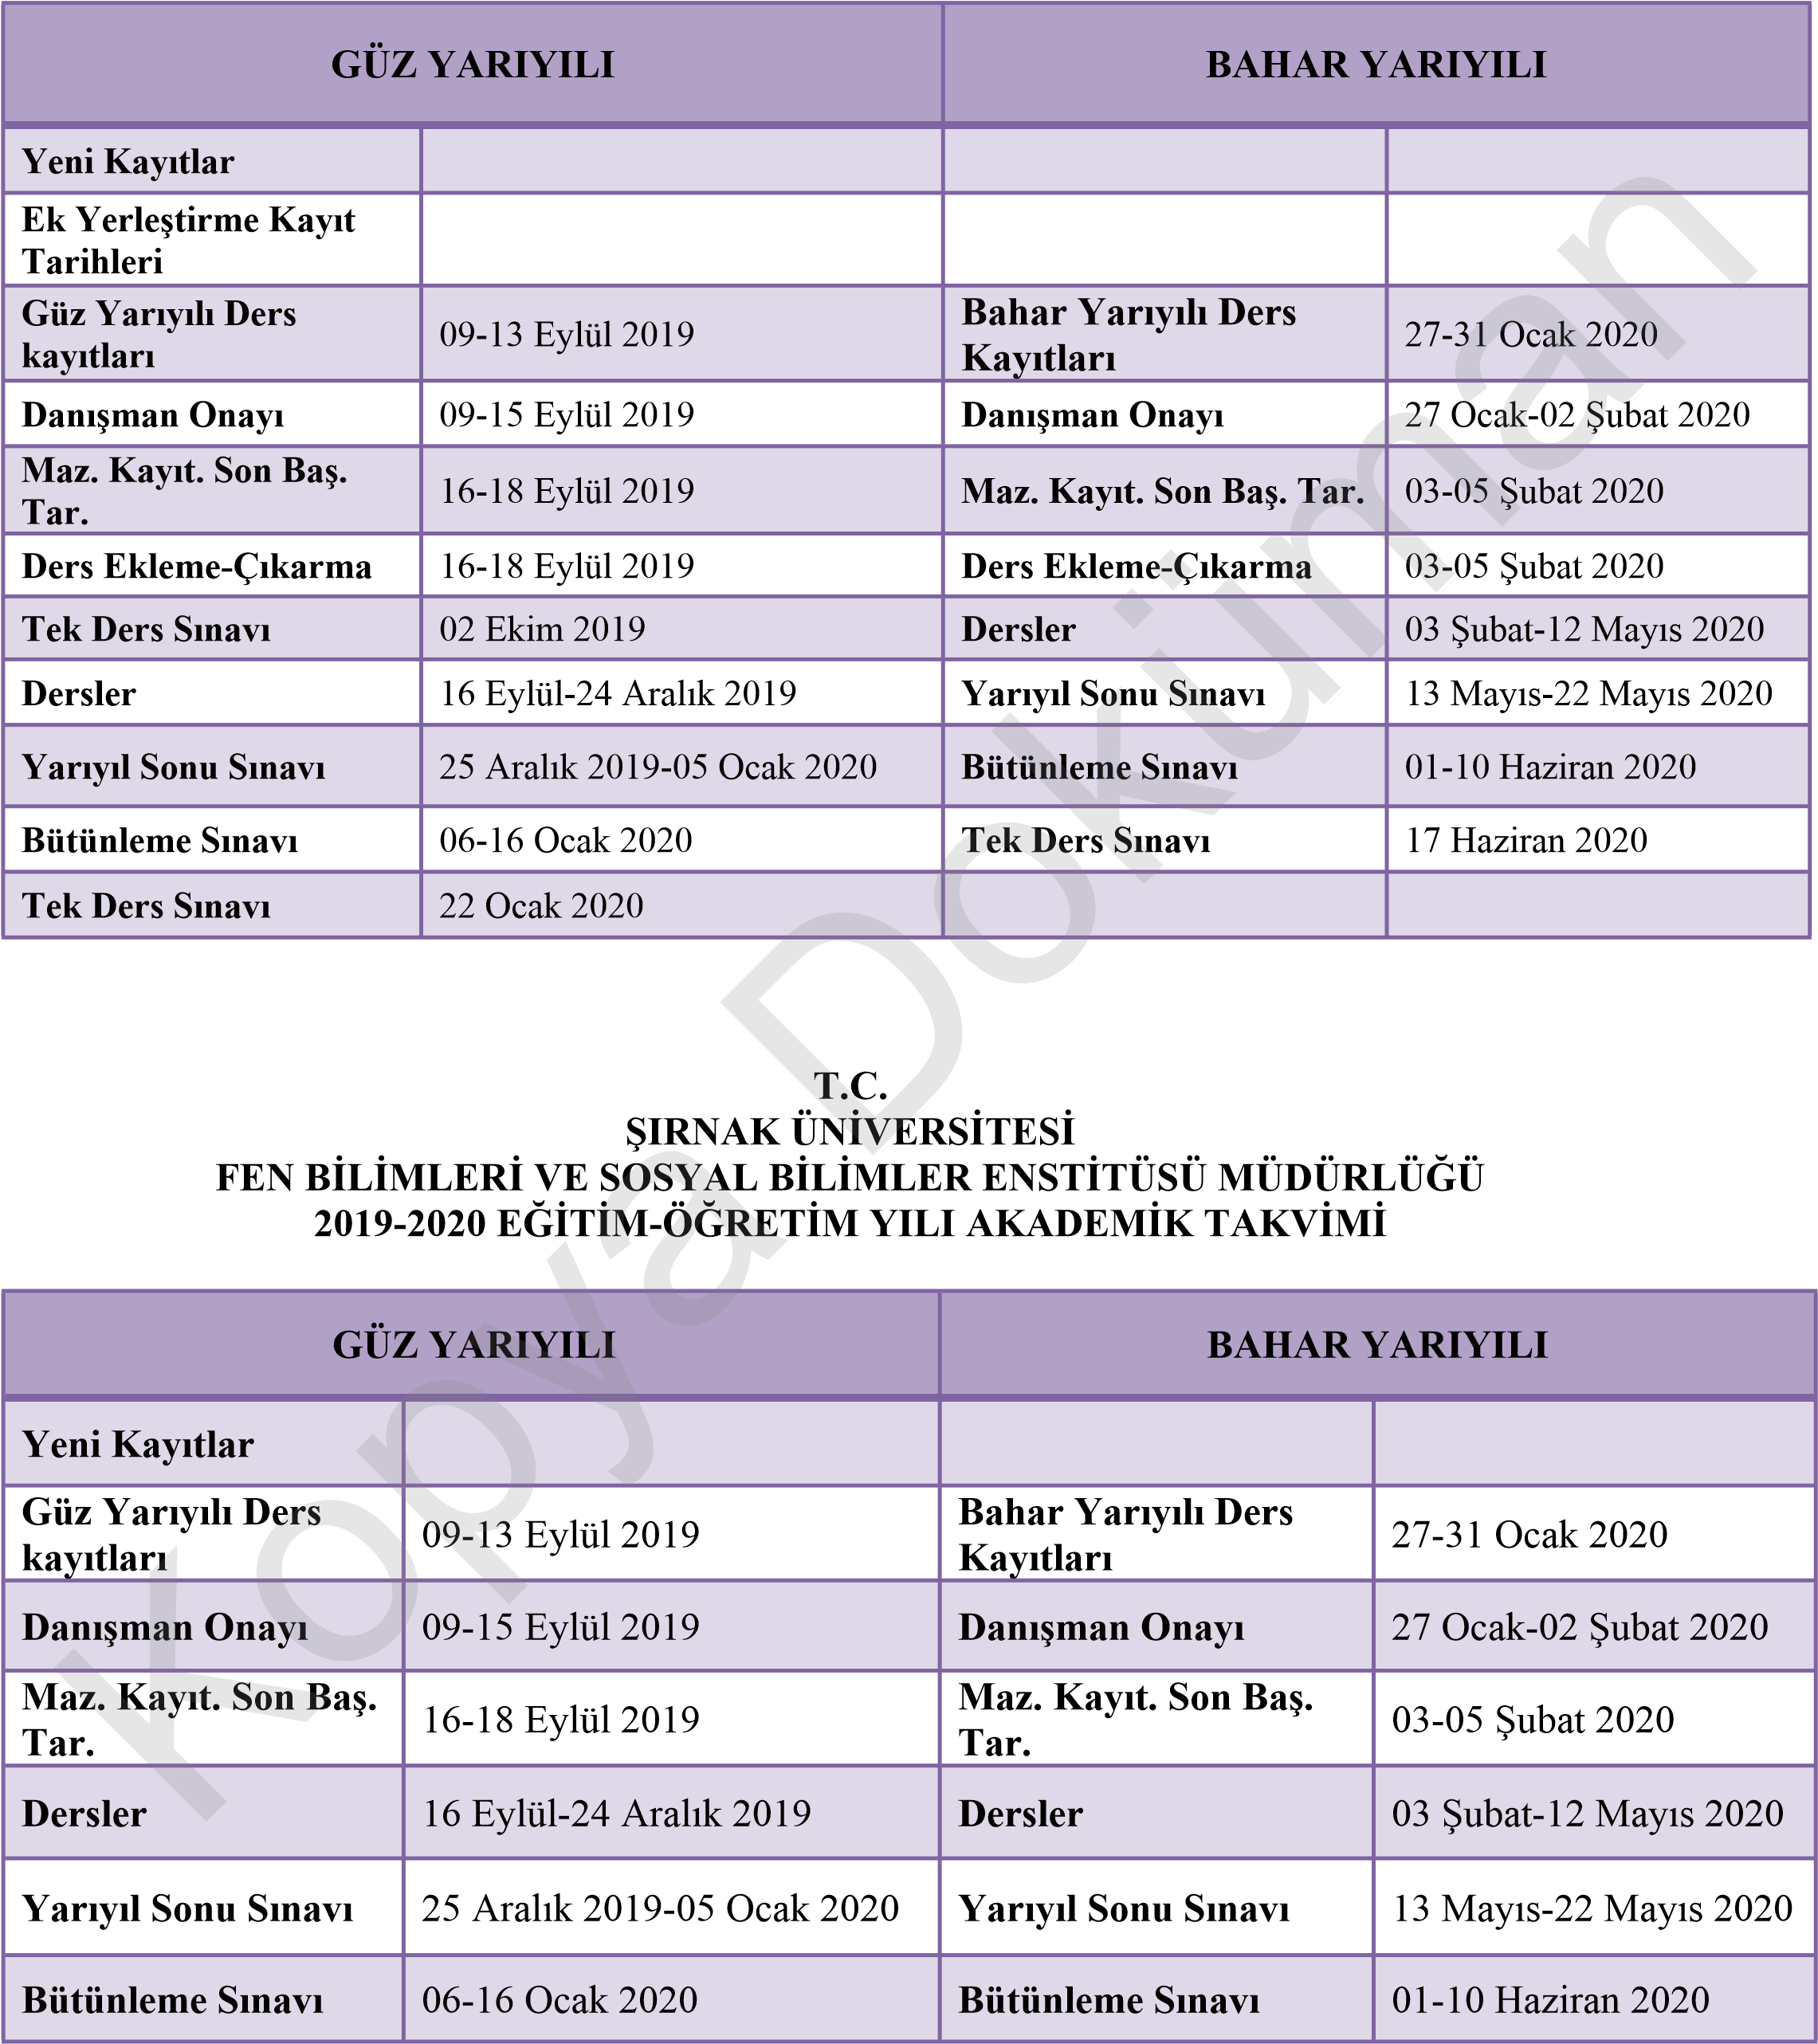 GÜZ YARIYILI BAHAR YARIYILI
Yeni Kayıtlar
Ek Yerleştirme Kayıt
Tarihleri
Güz Yarıyılı Ders
kayıtları
09-13 Eylül 2019
Bahar Yarıyılı Ders
Kayıtları
27-31 Ocak 2020
Danışman Onayı 09-15 Eylül 2019 Danışman Onayı 27 Ocak-02 Şubat 2020
Maz. Kayıt. Son Baş.
Tar.
16-18 Eylül 2019 Maz. Kayıt. Son Baş. Tar. 03-05 Şubat 2020
Ders Ekleme-Çıkarma 16-18 Eylül 2019 Ders Ekleme-Çıkarma 03-05 Şubat 2020
Tek Ders Sınavı 02 Ekim 2019 Dersler 03 Şubat-12 Mayıs 2020
Dersler 16 Eylül-24 Aralık 2019 Yarıyıl Sonu Sınavı 13 Mayıs-22 Mayıs 2020
Yarıyıl Sonu Sınavı 25 Aralık 2019-05 Ocak 2020 Bütünleme Sınavı 01-10 Haziran 2020
Bütünleme Sınavı 06-16 Ocak 2020 Tek Ders Sınavı 17 Haziran 2020
Tek Ders Sınavı 22 Ocak 2020
T.C.
ŞIRNAK ÜNİVERSİTESİ
FEN BİLİMLERİ VE SOSYAL BİLİMLER ENSTİTÜSÜ MÜDÜRLÜĞÜ
2019-2020 EĞİTİM-ÖĞRETİM YILI AKADEMİK TAKVİMİ
GÜZ YARIYILI BAHAR YARIYILI
Yeni Kayıtlar
Güz Yarıyılı Ders
kayıtları
09-13 Eylül 2019
Bahar Yarıyılı Ders
Kayıtları
27-31 Ocak 2020
Danışman Onayı 09-15 Eylül 2019 Danışman Onayı 27 Ocak-02 Şubat 2020
Maz. Kayıt. Son Baş.
Tar.
16-18 Eylül 2019
Maz. Kayıt. Son Baş.
Tar.
03-05 Şubat 2020
Dersler 16 Eylül-24 Aralık 2019 Dersler 03 Şubat-12 Mayıs 2020
Yarıyıl Sonu Sınavı 25 Aralık 2019-05 Ocak 2020 Yarıyıl Sonu Sınavı 13 Mayıs-22 Mayıs 2020
Bütünleme Sınavı 06-16 Ocak 2020 Bütünleme Sınavı 01-10 Haziran 2020
Kopya Doküman